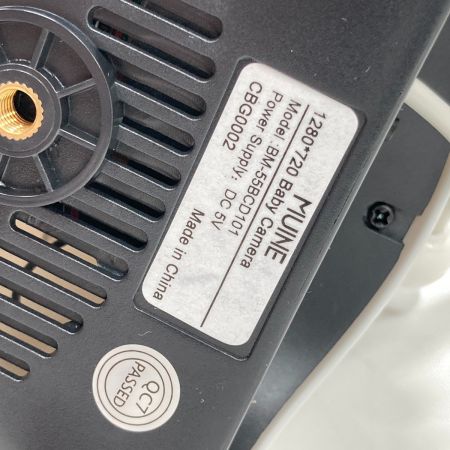 MUINE
1280*720 Baby Camera
Model: BM-55BCD101
Power Supply: DC 5V
CBG0002
Made in China
QC7
PASSED